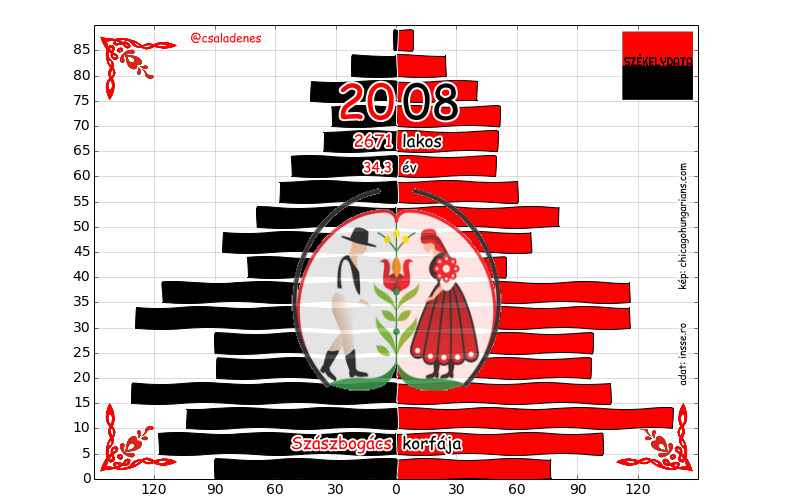 @csaladenes
SZÉKELYDATA
2008
2671 lakos
34.3 év
kép: chicagohungarians.com
adat: insse.ro
Szászbogács korfája
85
80
75
70
65
60
55
50
45
40
35
30
25
20
15
10
5
0
120 90 60 30 0 30 60 90 120